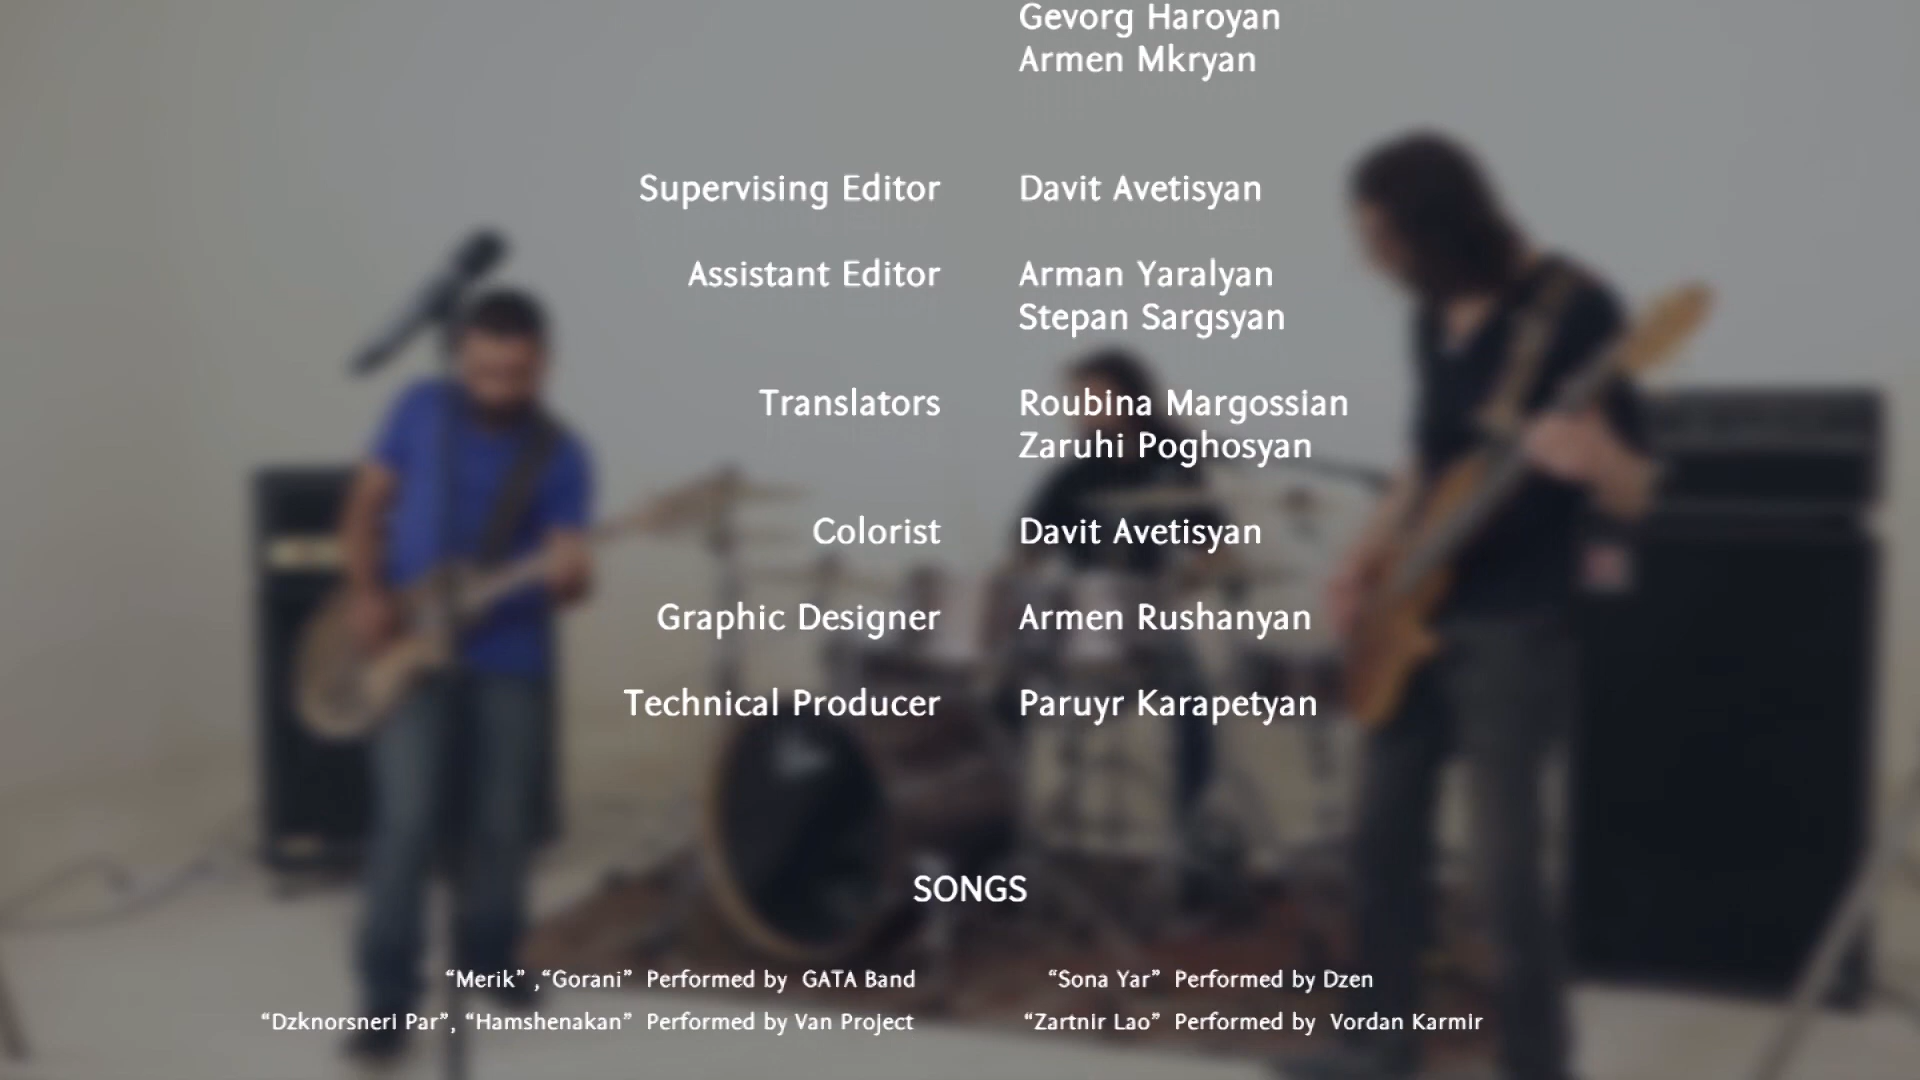 Gevorg Haroyan
Armen Mkryan
Supervising Editor Davit Avetisyan
Assistant Editor Arman Yaralyan
Stepan Sargsyan
Translators Roubina Margossian
Zaruhi Poghosyan
Colorist Davit Avetisyan
Graphic Designer Armen Rushanyan
Technical Producer Paruyr Karapetyan
SONGS
“Merik” ,“Gorani” Performed by GATA Band “Sona Yar” Performed by Dzen
“Dzknorsneri Par”, “Hamshenakan” Performed by Van Project “Zartnir Lao” Performed by Vordan Karmir